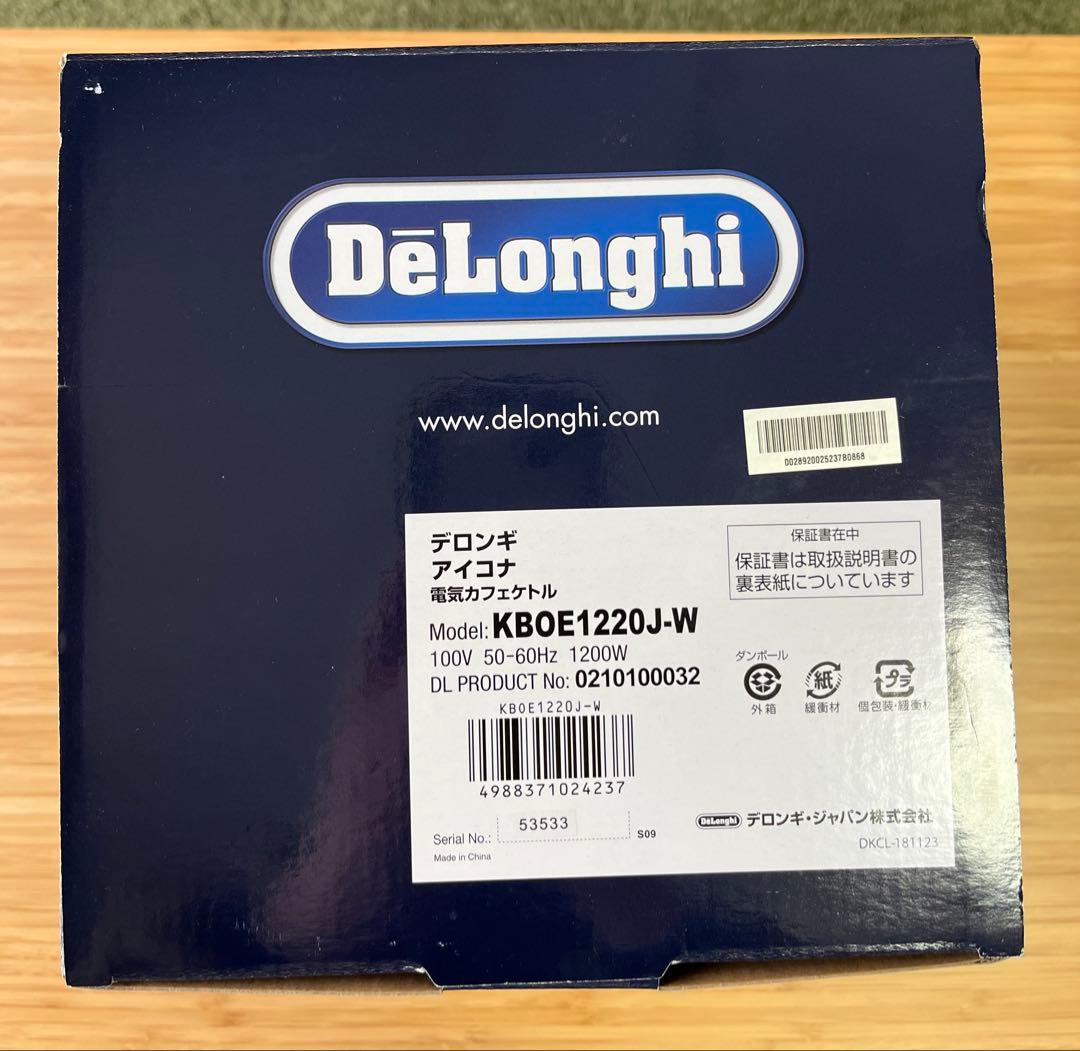 DēLonghi
www.delonghi.com
002892002523780868
デロンギ
アイコナ
電気カフェケトル
Model: KBOE1220J-W
100V 50-60Hz 1200W
DL PRODUCT No: 0210100032
KBOE1220J-W
4988371024237
Serial No.: 53533 S09
Made in China
保証書在中
保証書は取扱説明書の
裏表紙についています
ダンボール
外箱
紙
緩衝材
プラ
個包装・緩衝材
DeLonghi デロンギ・ジャパン株式会社
DKCL-181123